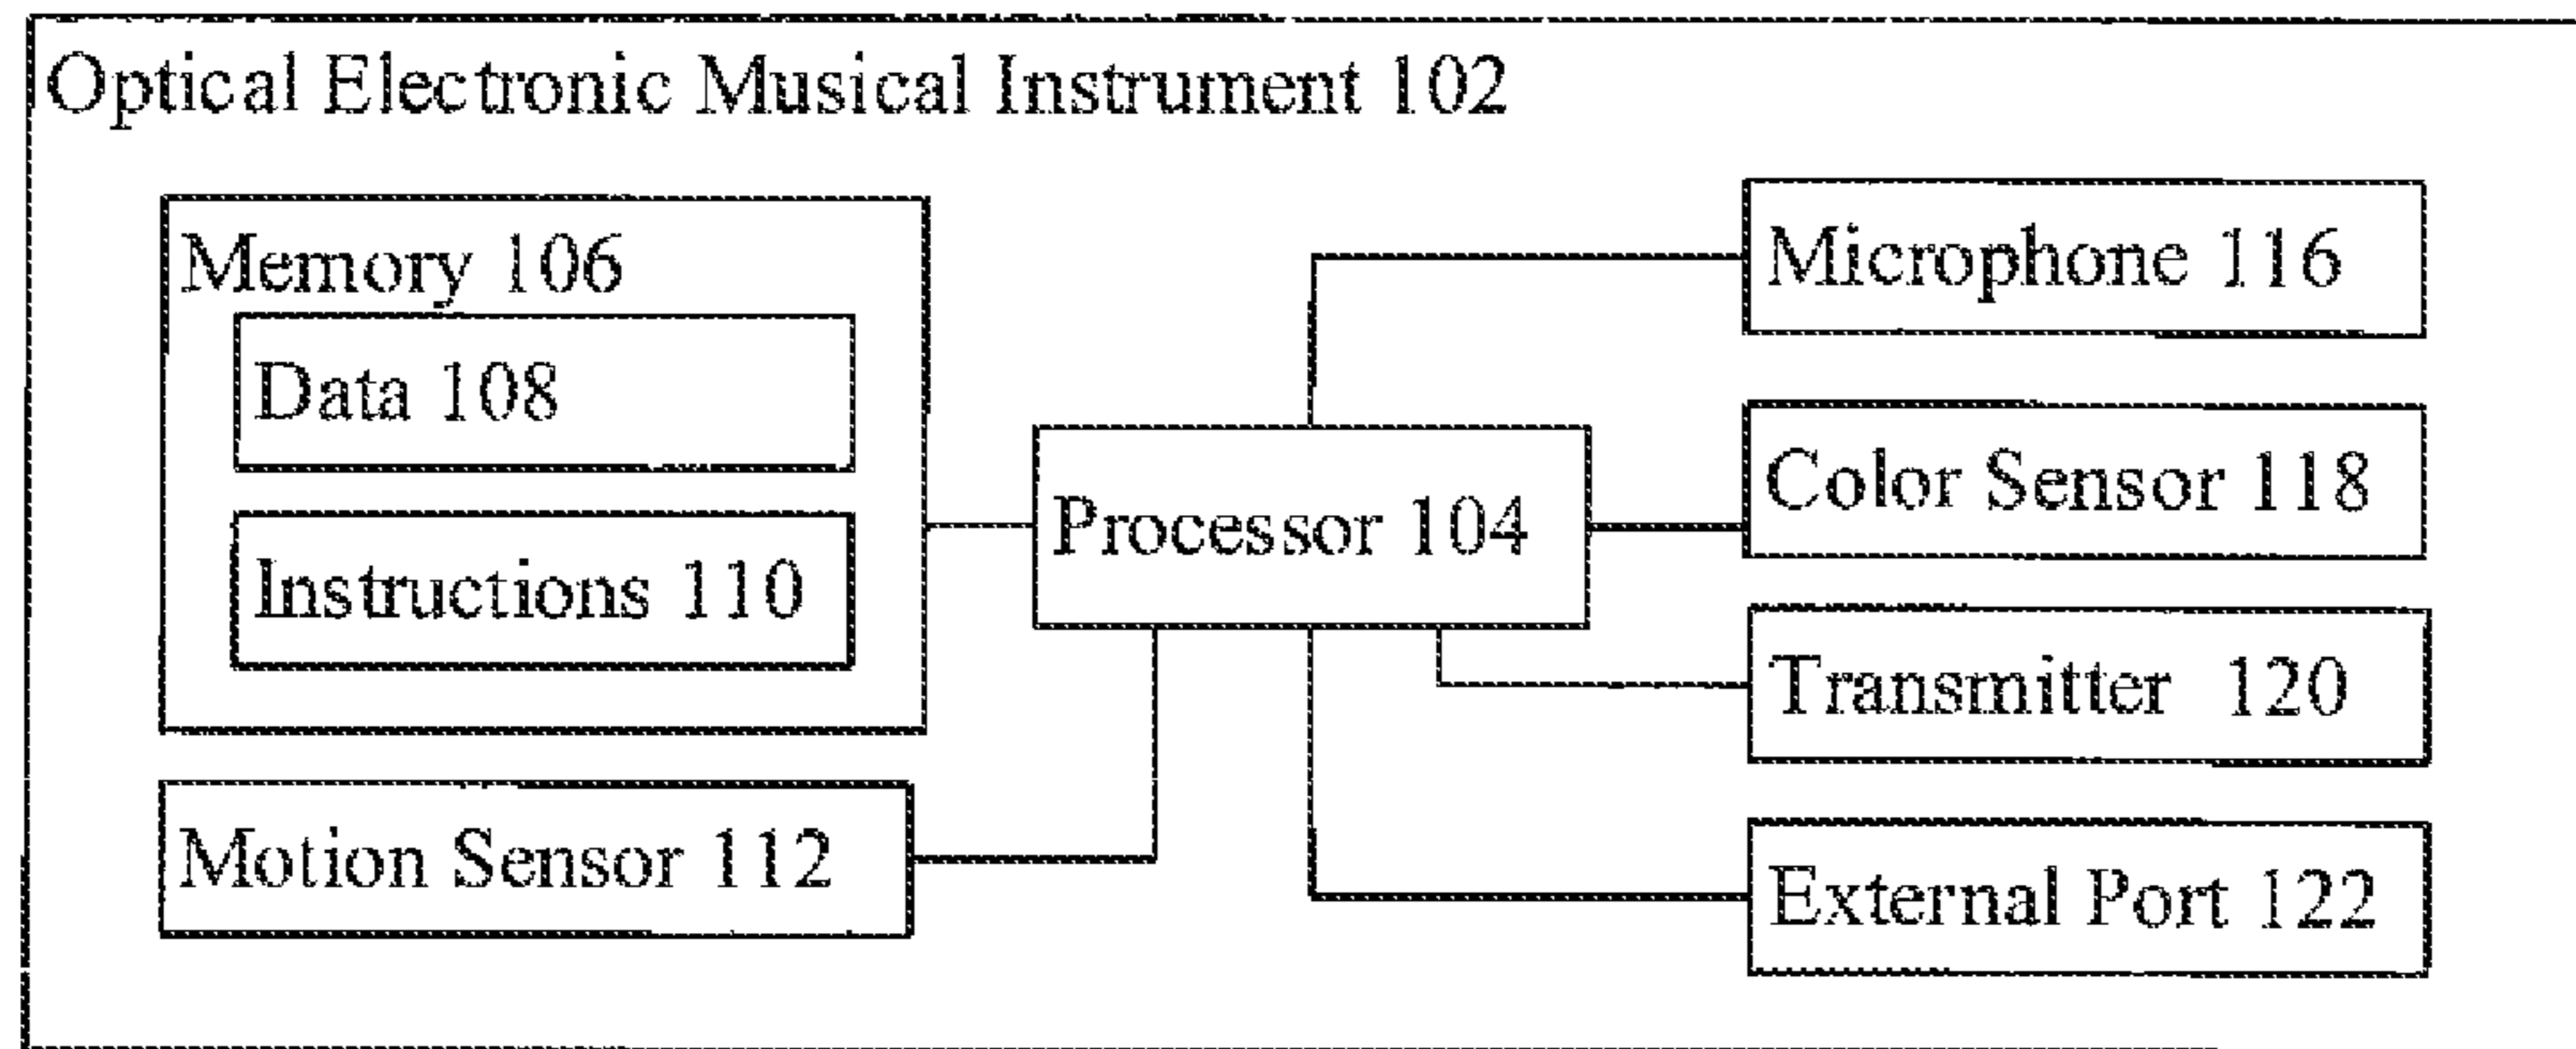 Optical Electronic Musical Instrument 102
Memory 106
Data 108
Instructions 110
Motion Sensor 112
Processor 104
Microphone 116
Color Sensor 118
Transmitter 120
External Port 122